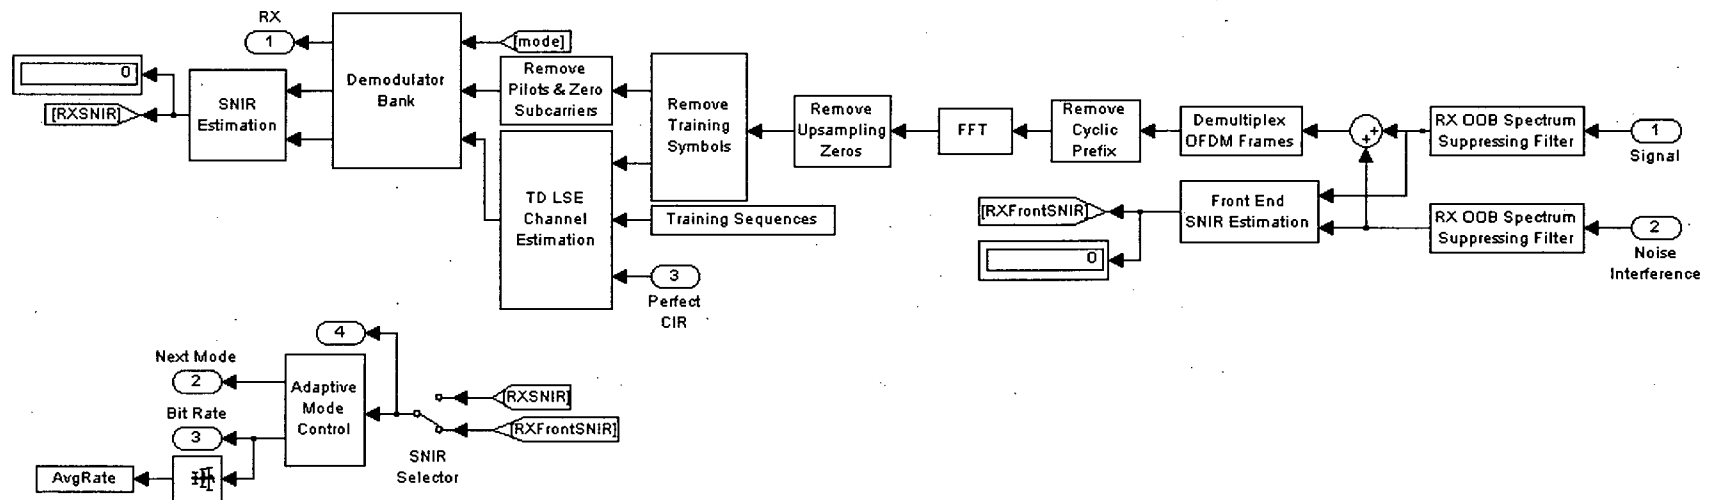 RX
1
[mode]
0
[RXSNIR]
SNIR
Estimation
Demodulator
Bank
Remove
Pilots & Zero
Subcarriers
Remove
Training
Symbols
TD LSE
Channel
Estimation
Training Sequences
3
Perfect
CIR
Remove
Upsampling
Zeros
FFT
Remove
Cyclic
Prefix
Demultiplex
OFDM Frames
+
+
RX OOB Spectrum
Suppressing Filter
1
Signal
[RXFrontSNIR]
0
Front End
SNIR Estimation
RX OOB Spectrum
Suppressing Filter
2
Noise
Interference
4
Next Mode
2
Bit Rate
3
AvgRate
Adaptive
Mode
Control
[RXSNIR]
[RXFrontSNIR]
SNIR
Selector